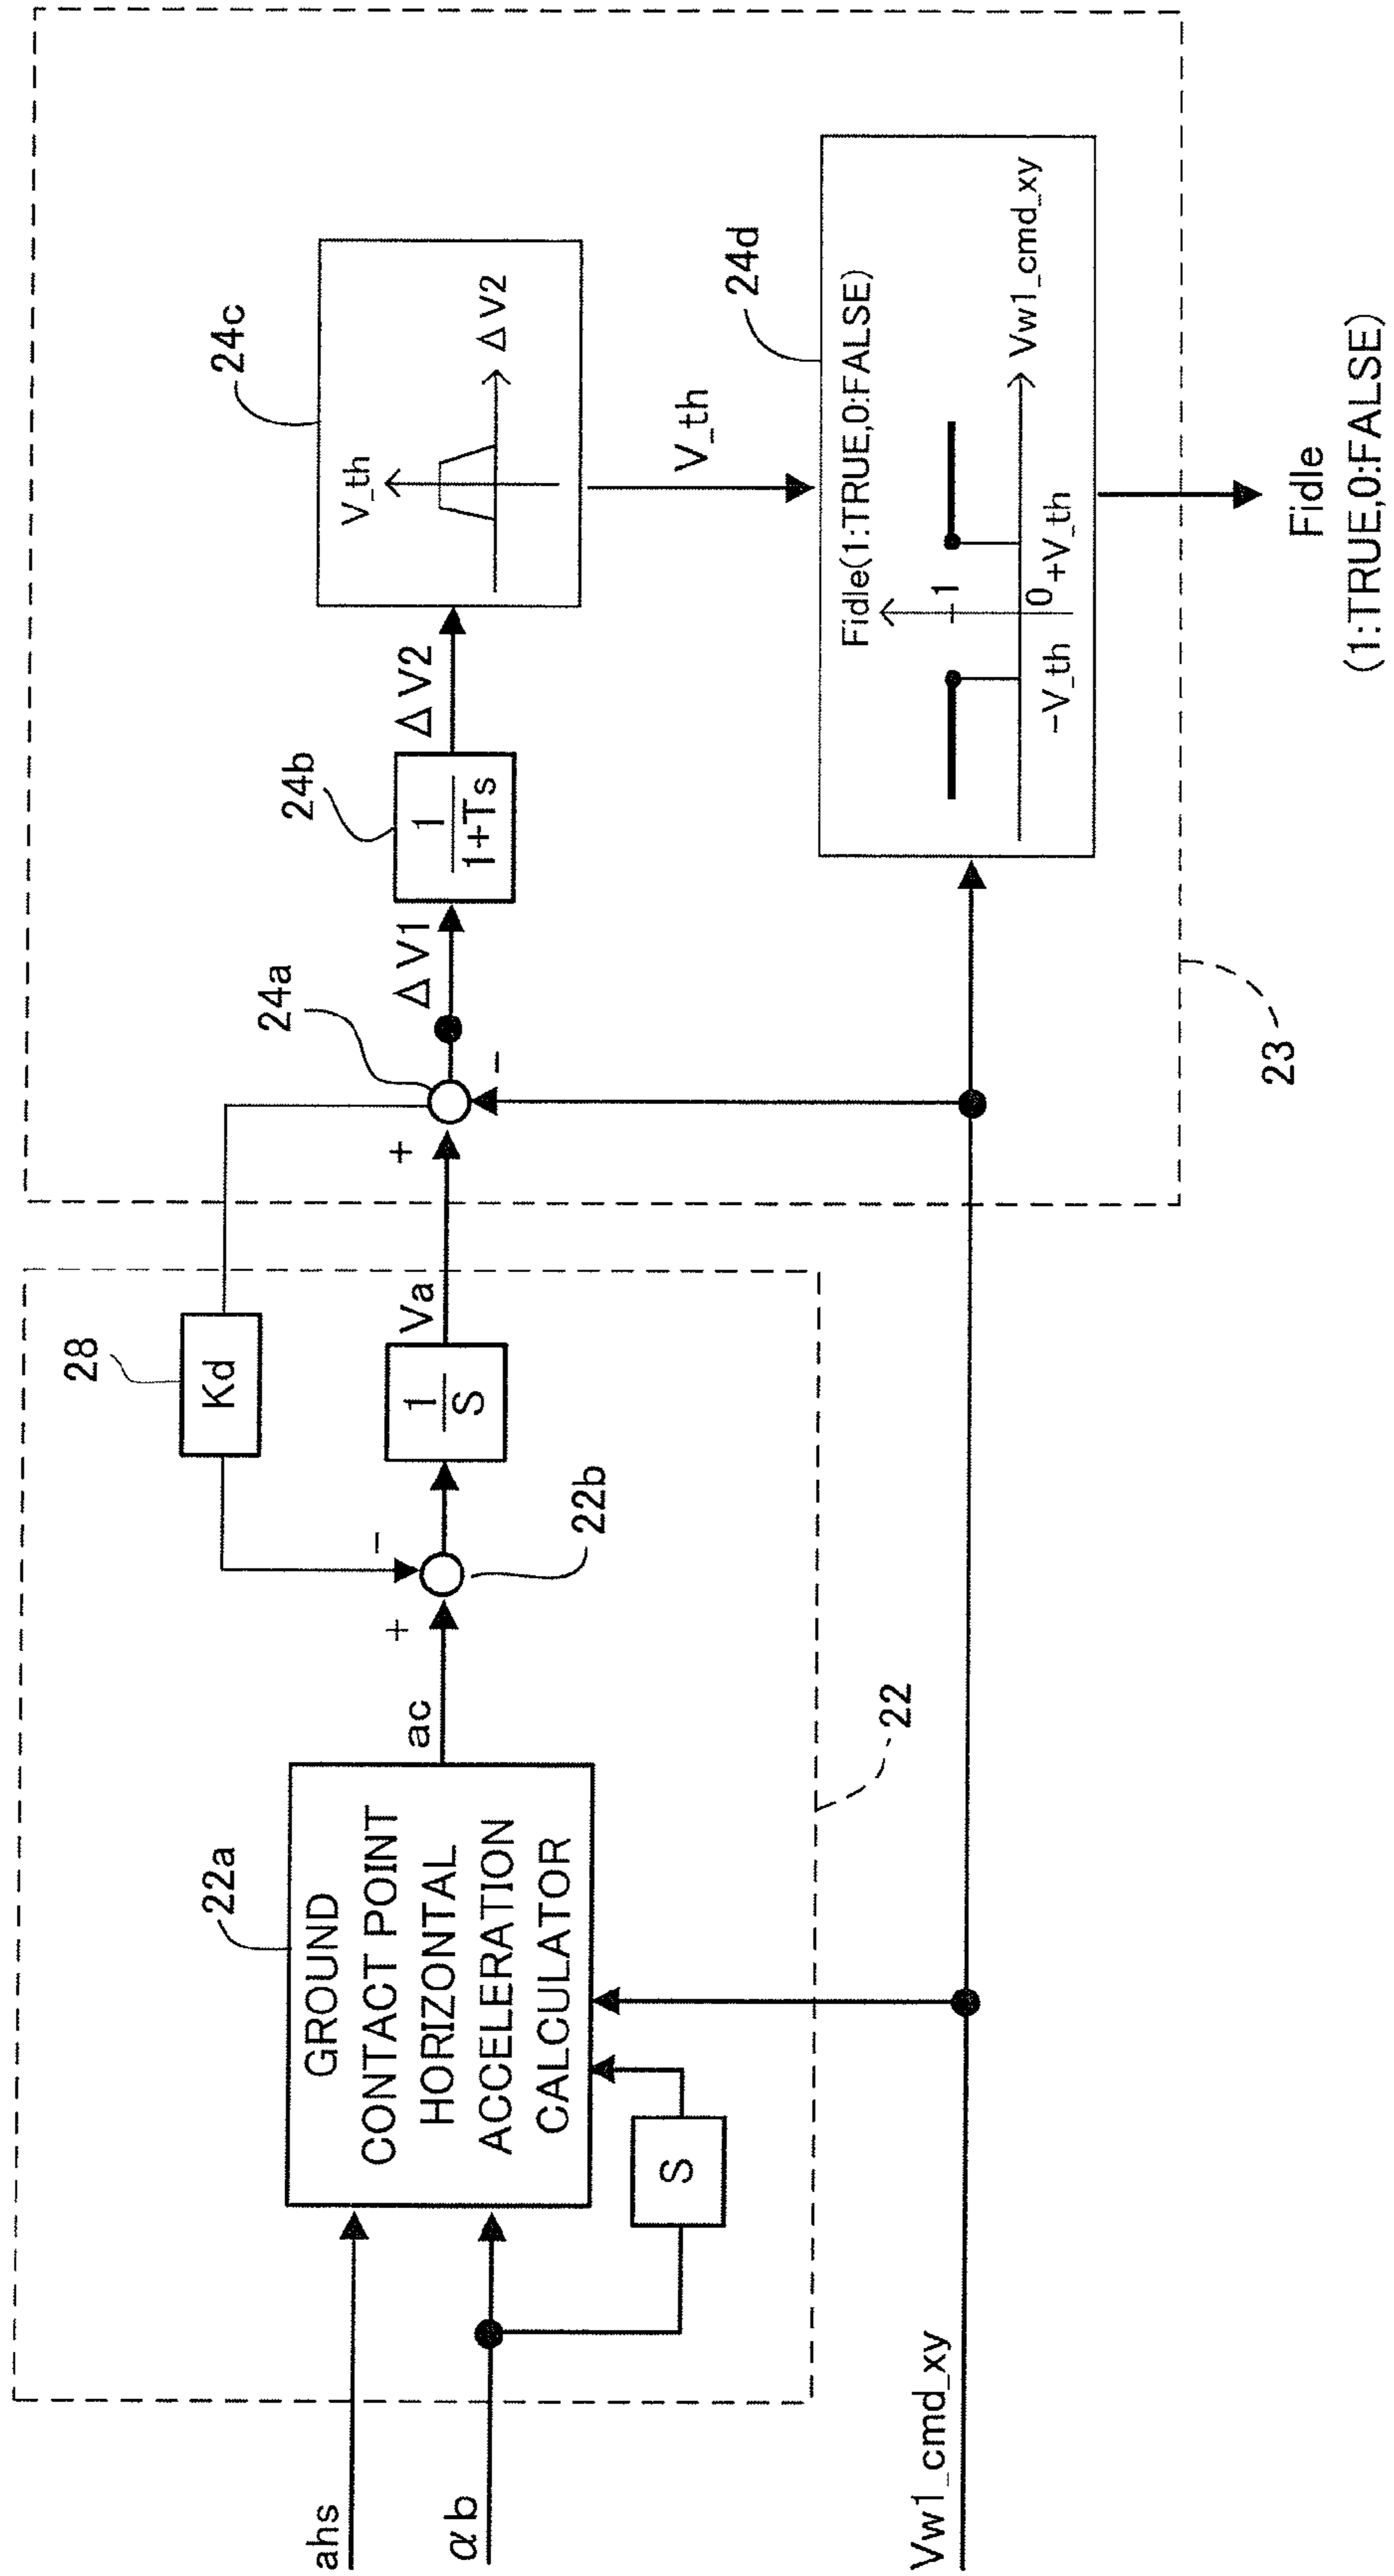 ahs
αb
Vw1_cmd_xy
22a
GROUND
CONTACT POINT
HORIZONTAL
ACCELERATION
CALCULATOR
S
ac
+
-
22b
22
28
Kd
1
S
Va
+
-
24a
ΔV1
24b
1
1+Ts
ΔV2
24c
V_th
ΔV2
V_th
24d
Fidle(1:TRUE,0:FALSE)
1
-V_th
0
+V_th
Vw1_cmd_xy
23
Fidle
(1:TRUE,0:FALSE)